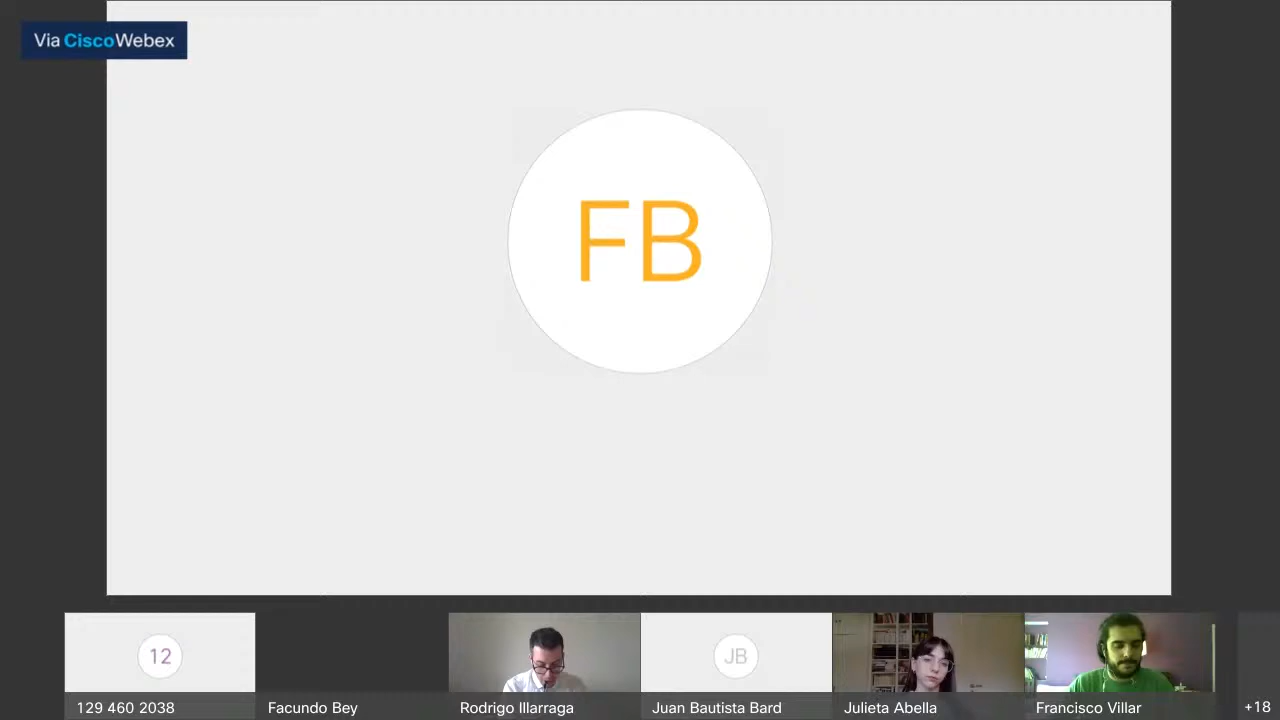 Via CiscoWebex
FB
12
JB
129 460 2038
Facundo Bey
Rodrigo Illarraga
Juan Bautista Bard
Julieta Abella
Francisco Villar
+18